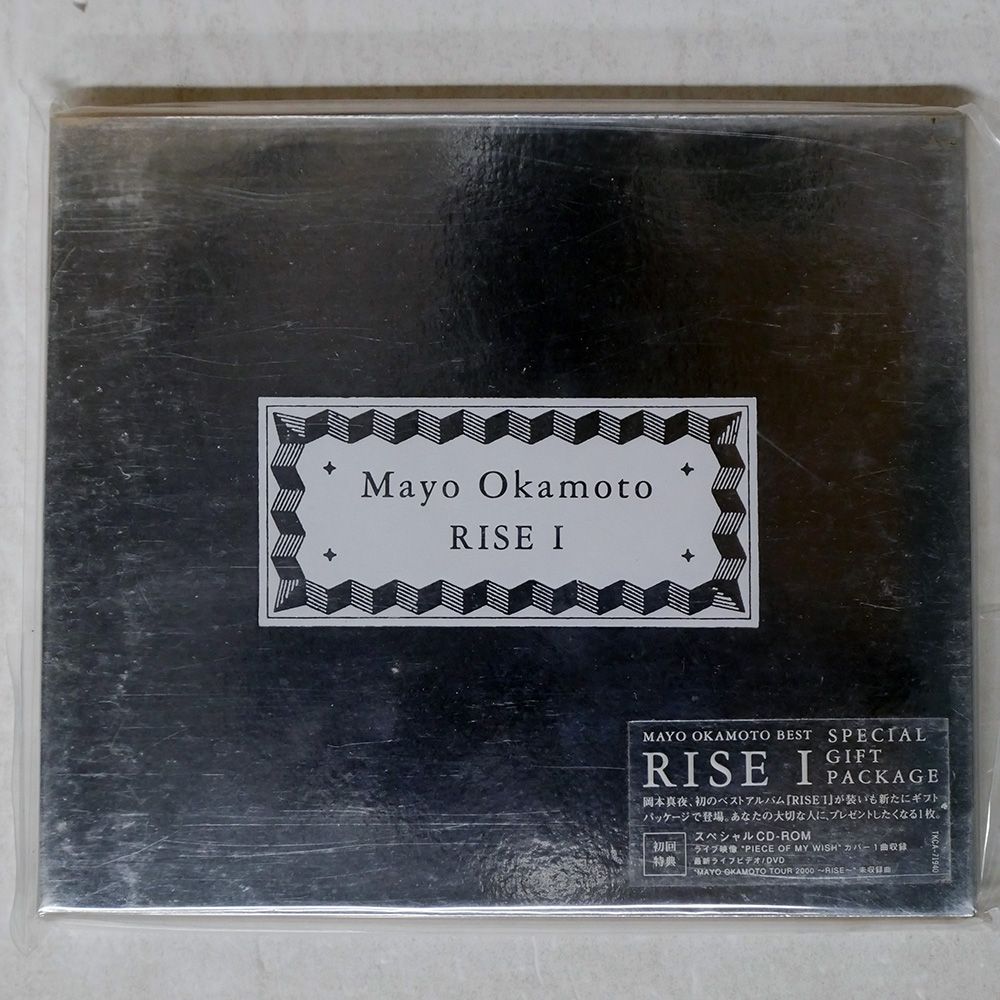 Mayo Okamoto
RISE I
MAYO OKAMOTO BEST
RISE I
SPECIAL
GIFT
PACKAGE
岡本真夜、初のベストアルバム「RISE I」が装いも新たにギフト
パッケージで登場。あなたの大切な人に、プレゼントしたくなる1枚。
初回
特典
スペシャルCD-ROM
ライブ映像 "PIECE OF MY WISH" カバー1曲収録
最新ライブビデオ/DVD
"MAYO OKAMOTO TOUR 2000 ～RISE～" 未収録曲
TKCA-71940